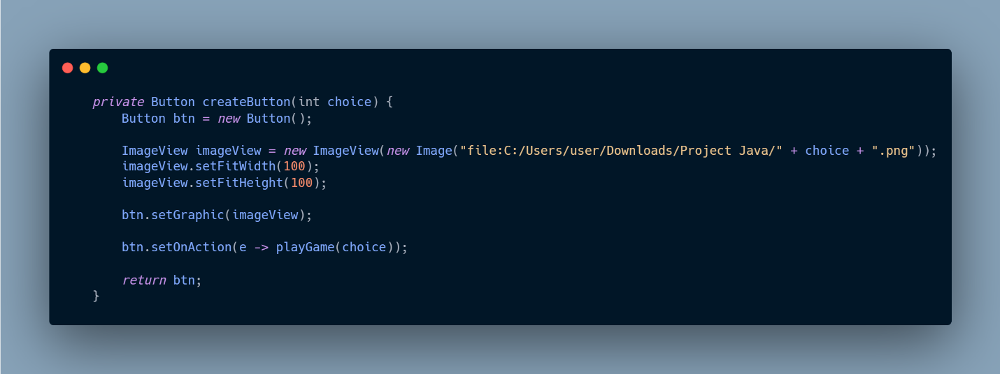 private Button createButton(int choice) {
Button btn = new Button();
ImageView imageView = new ImageView(new Image("file:C:/Users/user/Downloads/Project Java/" + choice + ".png"));
imageView.setFitWidth(100);
imageView.setFitHeight(100);
btn.setGraphic(imageView);
btn.setOnAction(e -> playGame(choice));
return btn;
}